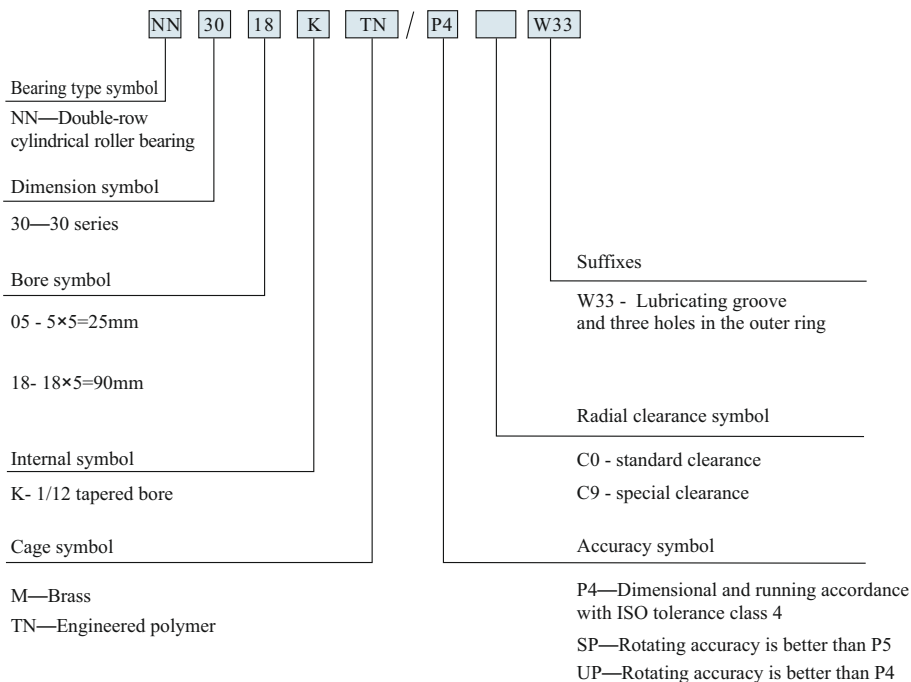 NN 30 18 K TN / P4 W33
Bearing type symbol
NN—Double-row
cylindrical roller bearing
Dimension symbol
30—30 series
Bore symbol
05 - 5×5=25mm
18- 18×5=90mm
Internal symbol
K- 1/12 tapered bore
Cage symbol
M—Brass
TN—Engineered polymer
Suffixes
W33 - Lubricating groove
and three holes in the outer ring
Radial clearance symbol
C0 - standard clearance
C9 - special clearance
Accuracy symbol
P4—Dimensional and running accordance
with ISO tolerance class 4
SP—Rotating accuracy is better than P5
UP—Rotating accuracy is better than P4